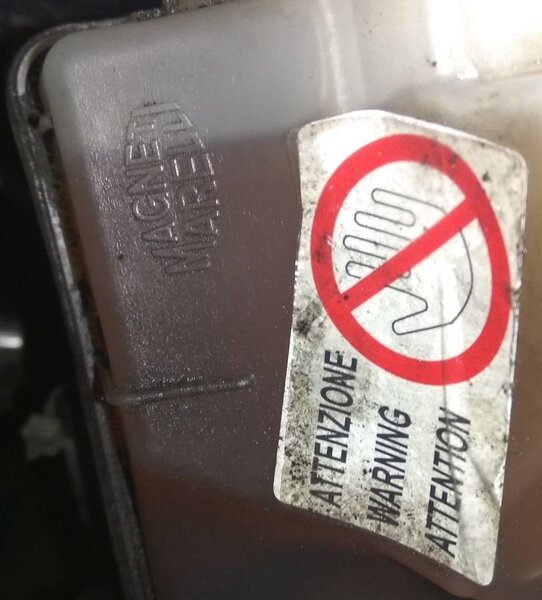 MAGNETI
MARELLI
ATTENZIONE
WARNING
ATTENTION